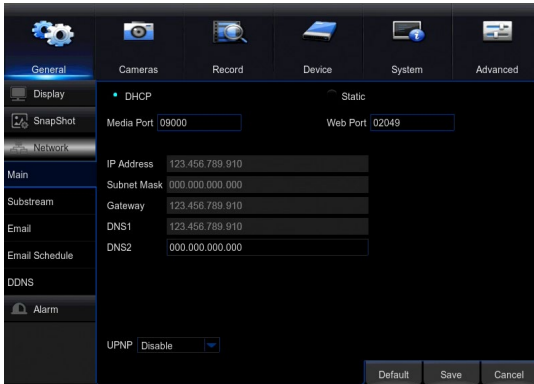 General Cameras Record Device System Advanced
Display
SnapShot
Network
Main
Substream
Email
Email Schedule
DDNS
Alarm
DHCP Static
Media Port 09000 Web Port 02049
IP Address 123.456.789.910
Subnet Mask 000.000.000.000
Gateway 123.456.789.910
DNS1 123.456.789.910
DNS2 000.000.000.000
UPNP Disable
Default Save Cancel